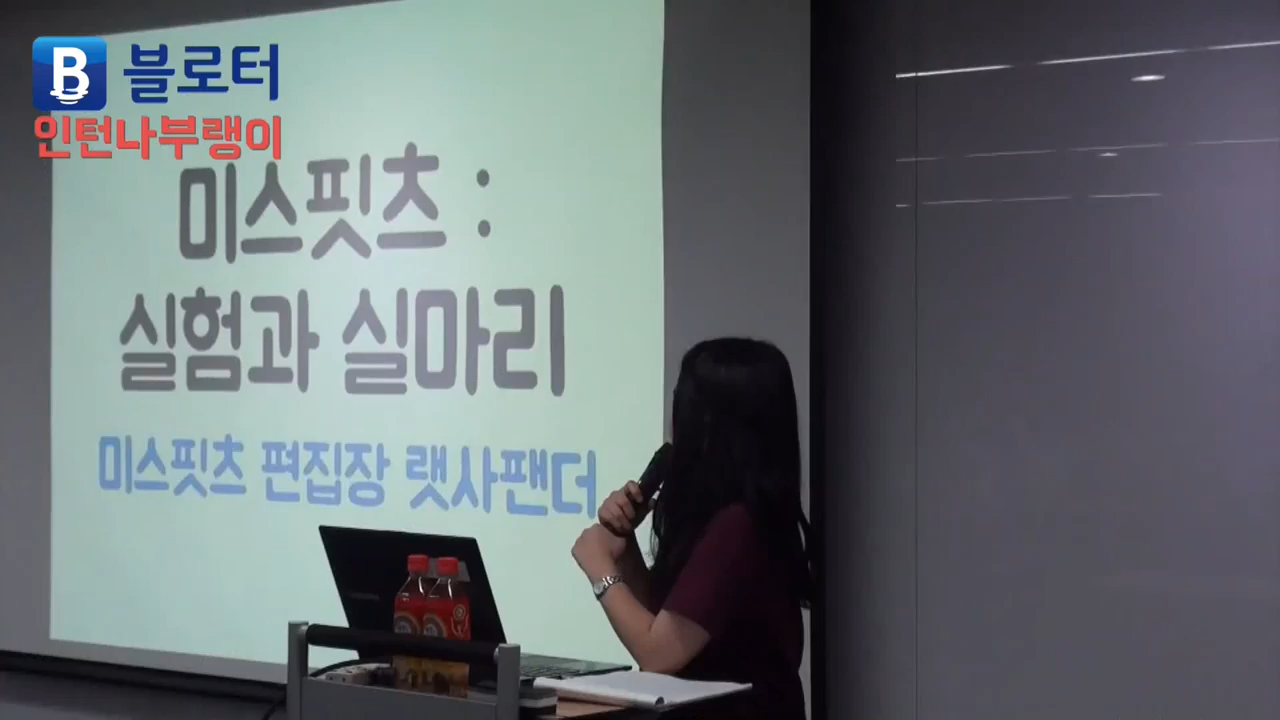 B 블로터
인턴나부랭이
미스핏츠 :
실험과 실마리
미스핏츠 편집장 랫사팬더